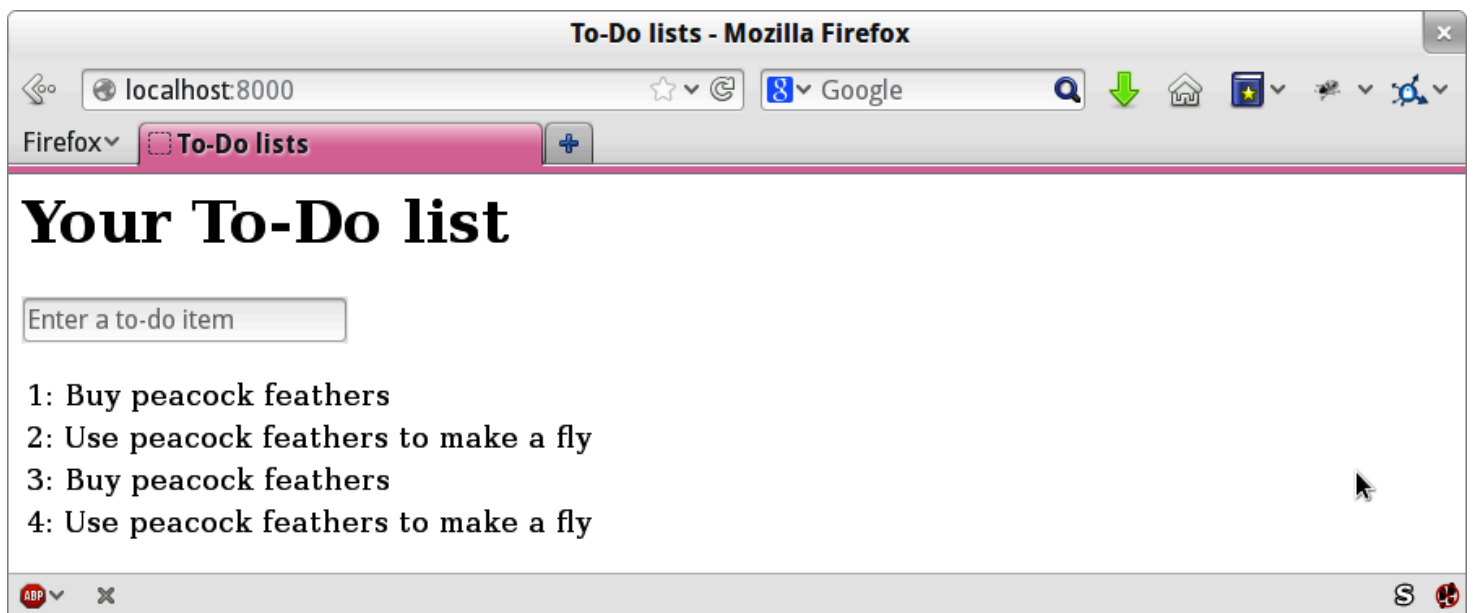 To-Do lists - Mozilla Firefox
localhost:8000
8 Google
Firefox
To-Do lists
Your To-Do list
Enter a to-do item
1: Buy peacock feathers
2: Use peacock feathers to make a fly
3: Buy peacock feathers
4: Use peacock feathers to make a fly
ABP
S